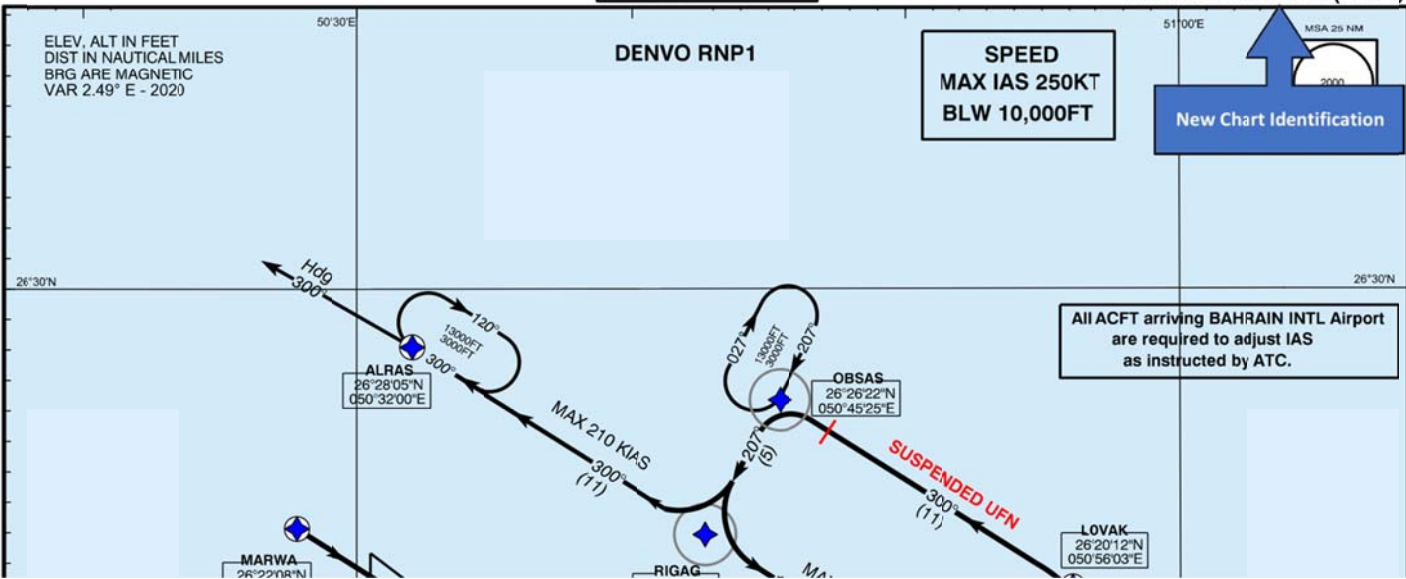 50°30'E
51°00'E
MSA 25 NM
2000
ELEV, ALT IN FEET
DIST IN NAUTICAL MILES
BRG ARE MAGNETIC
VAR 2.49° E - 2020
DENVO RNP1
SPEED
MAX IAS 250KT
BLW 10,000FT
New Chart Identification
26°30'N
26°30'N
Hdg
300°
120°
13000FT
3000FT
300°
ALRAS
26°28'05"N
050°32'00"E
027°
13000FT
3000FT
207°
OBSAS
26°26'22"N
050°45'25"E
All ACFT arriving BAHRAIN INTL Airport
are required to adjust IAS
as instructed by ATC.
MAX 210 KIAS
300°
(11)
207°
(5)
SUSPENDED UFN
300°
(11)
LOVAK
26°20'12"N
050°56'03"E
MARWA
26°22'08"N
RIGAG